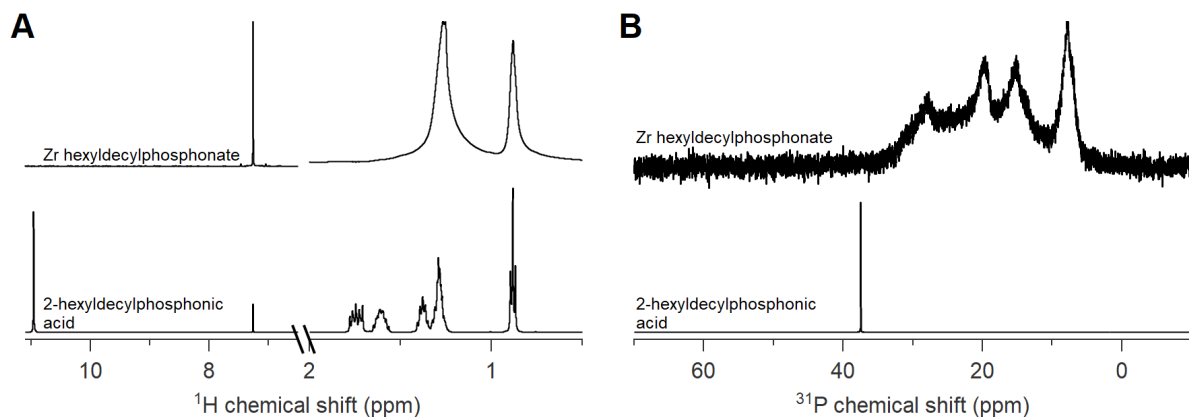 A
B
Zr hexyldecylphosphonate
Zr hexyldecylphosphonate
2-hexyldecylphosphonic
acid
2-hexyldecylphosphonic
acid
10 8 2 1
60 40 20 0
¹H chemical shift (ppm)
³¹P chemical shift (ppm)